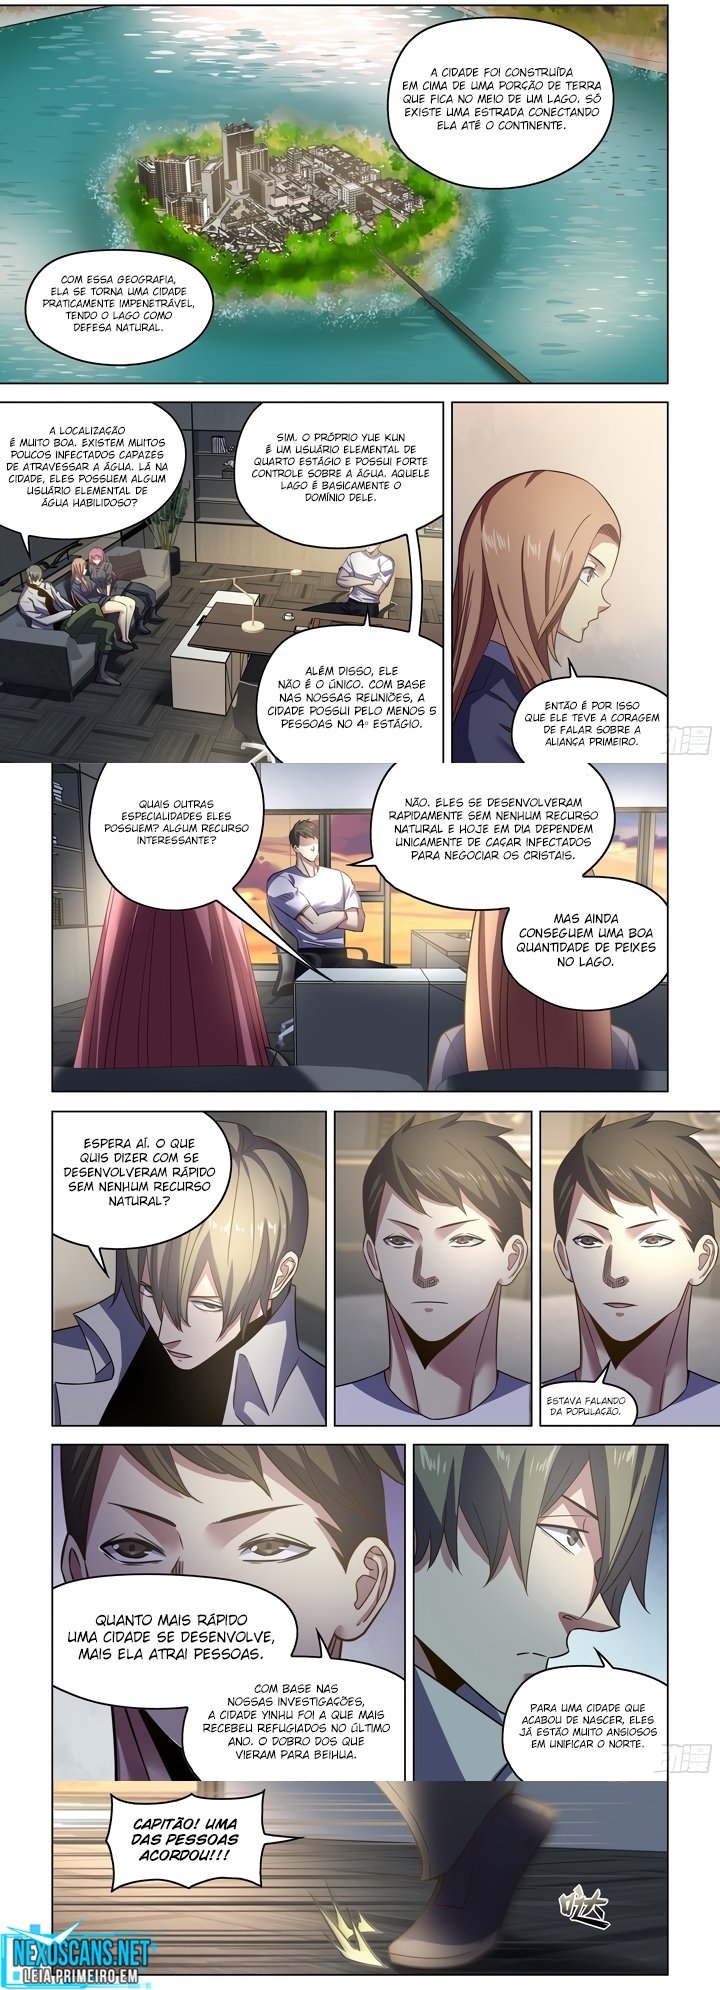 A CIDADE FOI CONSTRUÍDA
EM CIMA DE UMA PORÇÃO DE TERRA
QUE FICA NO MEIO DE UM LAGO. SÓ
EXISTE UMA ESTRADA CONECTANDO
ELA ATÉ O CONTINENTE.
COM ESSA GEOGRAFIA,
ELA SE TORNA UMA CIDADE
PRATICAMENTE IMPENETRÁVEL,
TENDO O LAGO COMO
DEFESA NATURAL.
A LOCALIZAÇÃO
É MUITO BOA. EXISTEM MUITOS
POUCOS INFECTADOS CAPAZES
DE ATRAVESSAR A ÁGUA. LÁ NA
CIDADE, ELES POSSUEM ALGUM
USUÁRIO ELEMENTAL DE
ÁGUA HABILIDOSO?
SIM. O PRÓPRIO YUE KUN
É UM USUÁRIO ELEMENTAL DE
QUARTO ESTÁGIO E POSSUI FORTE
CONTROLE SOBRE A ÁGUA. AQUELE
LAGO É BASICAMENTE O
DOMÍNIO DELE.
ALÉM DISSO, ELE
NÃO É O ÚNICO. COM BASE
NAS NOSSAS REUNIÕES, A
CIDADE POSSUI PELO MENOS 5
PESSOAS NO 4º ESTÁGIO.
ENTÃO É POR ISSO
QUE ELE TEVE A CORAGEM
DE FALAR SOBRE A
ALIANÇA PRIMEIRO.
动漫
QUAIS OUTRAS
ESPECIALIDADES ELES
POSSUEM? ALGUM RECURSO
INTERESSANTE?
NÃO. ELES SE DESENVOLVERAM
RAPIDAMENTE SEM NENHUM RECURSO
NATURAL E HOJE EM DIA DEPENDEM
UNICAMENTE DE CAÇAR INFECTADOS
PARA NEGOCIAR OS CRISTAIS.
MAS AINDA
CONSEGUEM UMA BOA
QUANTIDADE DE PEIXES
NO LAGO.
ESPERA AÍ. O QUE
QUIS DIZER COM SE
DESENVOLVERAM RÁPIDO
SEM NENHUM RECURSO
NATURAL?
ESTAVA FALANDO
DA POPULAÇÃO.
QUANTO MAIS RÁPIDO
UMA CIDADE SE DESENVOLVE,
MAIS ELA ATRAI PESSOAS.
COM BASE NAS
NOSSAS INVESTIGAÇÕES,
A CIDADE YINHU FOI A QUE MAIS
RECEBEU REFUGIADOS NO ÚLTIMO
ANO. O DOBRO DOS QUE
VIERAM PARA BEIHUA.
PARA UMA CIDADE QUE
ACABOU DE NASCER, ELES
JÁ ESTÃO MUITO ANSIOSOS
EM UNIFICAR O NORTE.
动漫
CAPITÃO! UMA
DAS PESSOAS
ACORDOU!!!
哒
NEXOSCANS.NET
LEIA PRIMEIRO EM